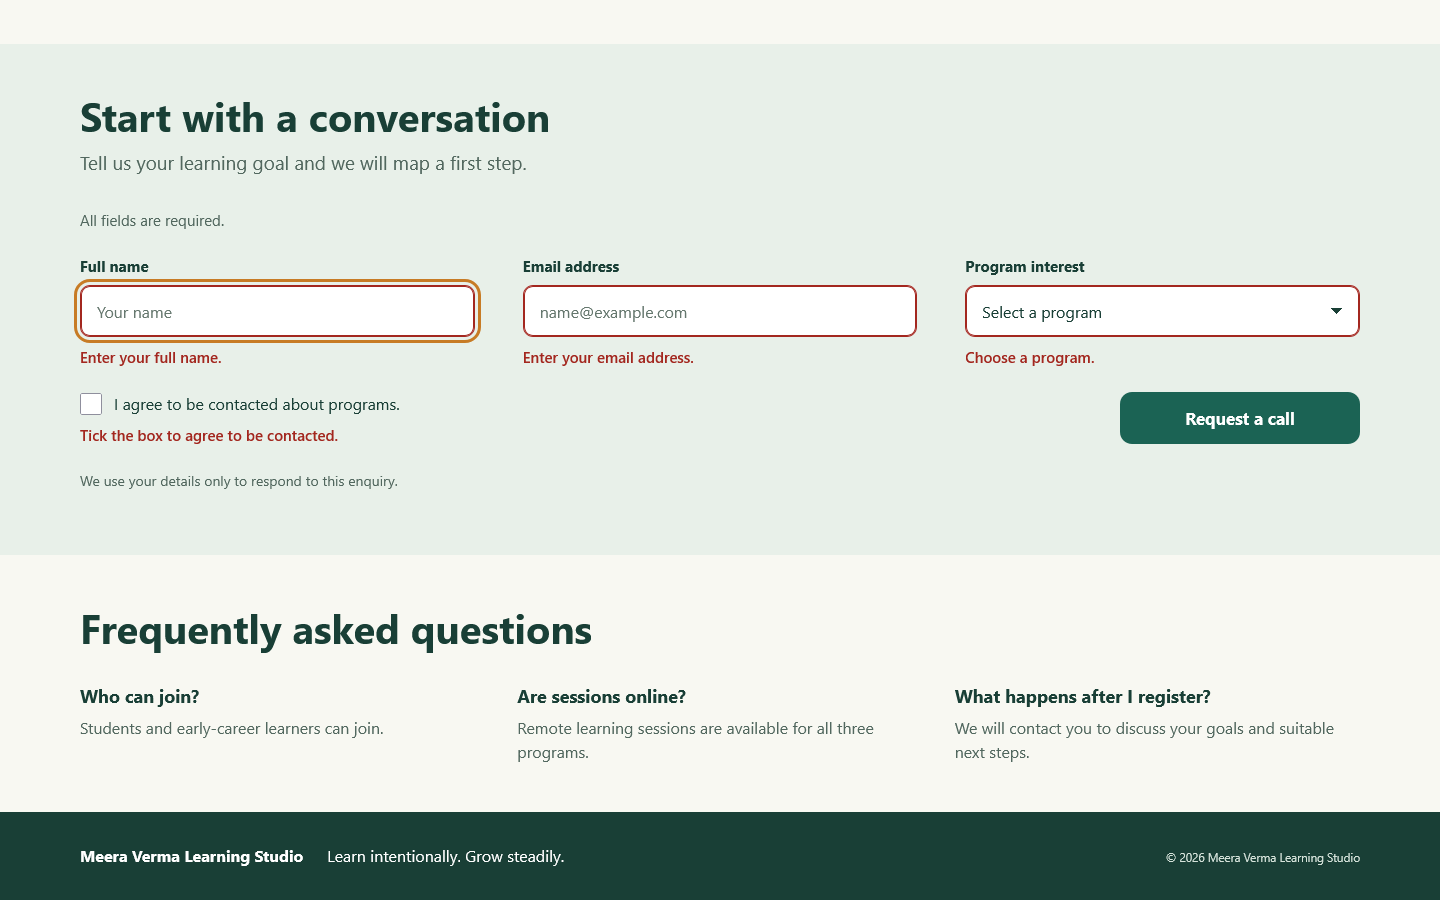 Start with a conversation
Tell us your learning goal and we will map a first step.
All fields are required.
Full name
Your name
Enter your full name.
Email address
name@example.com
Enter your email address.
Program interest
Select a program
Choose a program.
I agree to be contacted about programs.
Tick the box to agree to be contacted.
Request a call
We use your details only to respond to this enquiry.
Frequently asked questions
Who can join?
Students and early-career learners can join.
Are sessions online?
Remote learning sessions are available for all three
programs.
What happens after I register?
We will contact you to discuss your goals and suitable
next steps.
Meera Verma Learning Studio
Learn intentionally. Grow steadily.
© 2026 Meera Verma Learning Studio